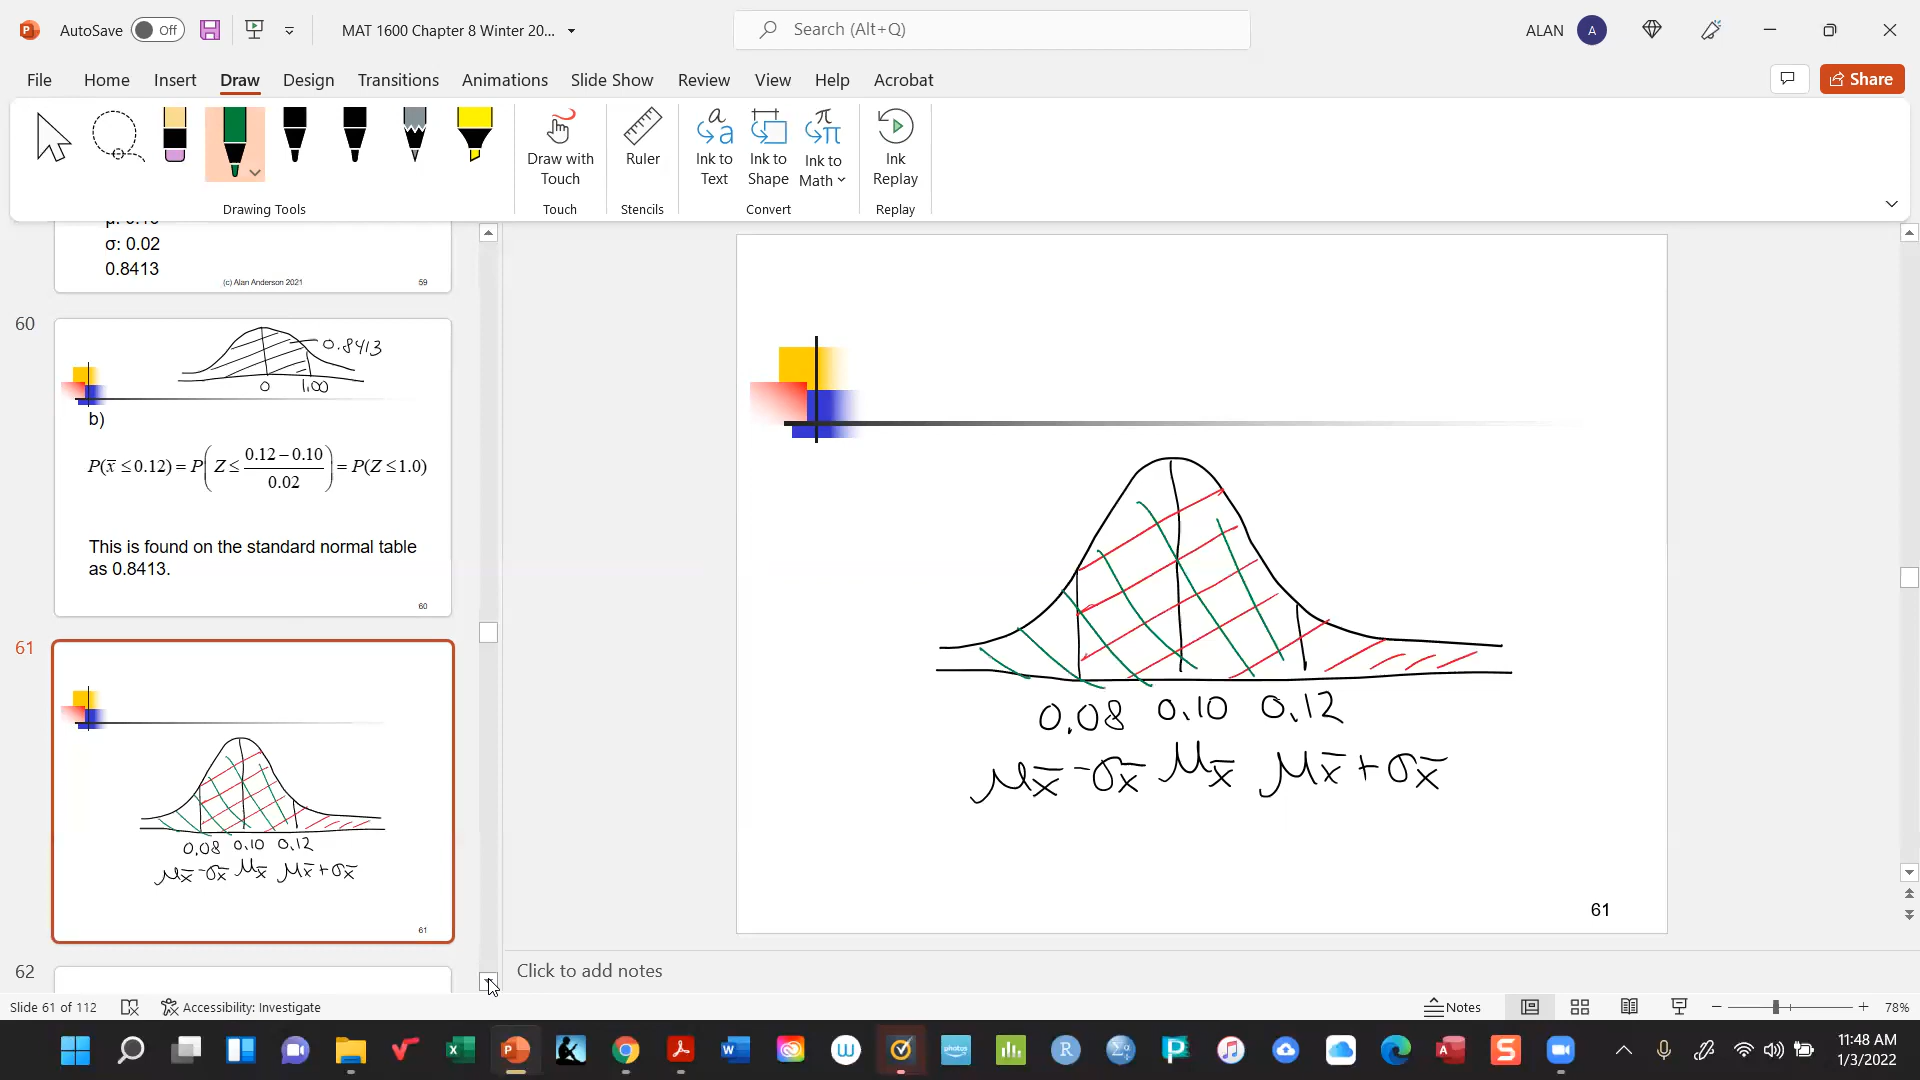 AutoSave Off MAT 1600 Chapter 8 Winter 20... Search (Alt+Q) ALAN A
File Home Insert Draw Design Transitions Animations Slide Show Review View Help Acrobat Share
Draw with Touch
Ruler
Ink to Text
Ink to Shape
Ink to Math
Ink Replay
Drawing Tools Touch Stencils Convert Replay
σ: 0.02
0.8413
(c) Alan Anderson 2021 59
60
0.8413
0 1.00
b)
P(x̅ ≤ 0.12) = P(Z ≤ (0.12 − 0.10)/0.02) = P(Z ≤ 1.0)
This is found on the standard normal table
as 0.8413.
60
61
0.08 0.10 0.12
μx̅ - σx̅ μx̅ μx̅ + σx̅
61
62
0.08 0.10 0.12
μx̅ - σx̅ μx̅ μx̅ + σx̅
61
Click to add notes
Slide 61 of 112 Accessibility: Investigate Notes 78%
11:48 AM
1/3/2022